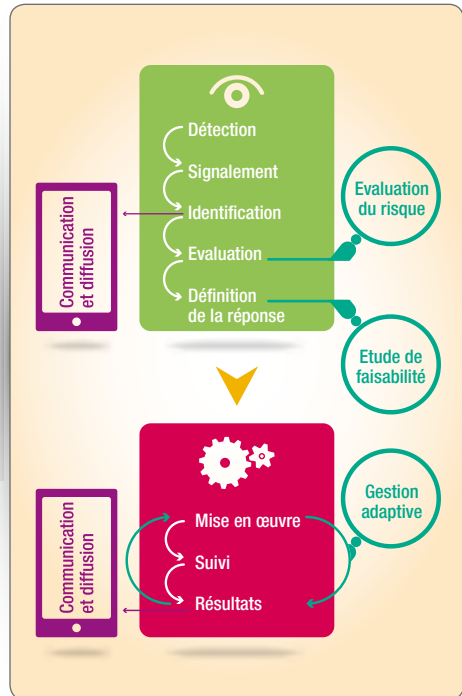 Détection
Signalement
Identification
Evaluation
Définition
de la réponse
Communication
et diffusion
Evaluation
du risque
Etude de
faisabilité
Mise en œuvre
Suivi
Résultats
Communication
et diffusion
Gestion
adaptive